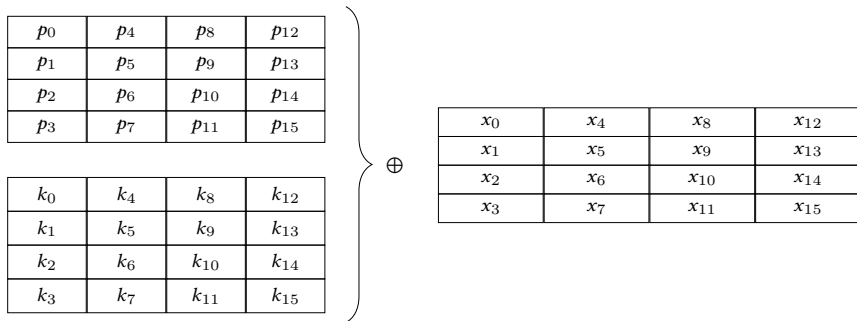 p₀ p₄ p₈ p₁₂
p₁ p₅ p₉ p₁₃
p₂ p₆ p₁₀ p₁₄
p₃ p₇ p₁₁ p₁₅
k₀ k₄ k₈ k₁₂
k₁ k₅ k₉ k₁₃
k₂ k₆ k₁₀ k₁₄
k₃ k₇ k₁₁ k₁₅
⊕
x₀ x₄ x₈ x₁₂
x₁ x₅ x₉ x₁₃
x₂ x₆ x₁₀ x₁₄
x₃ x₇ x₁₁ x₁₅